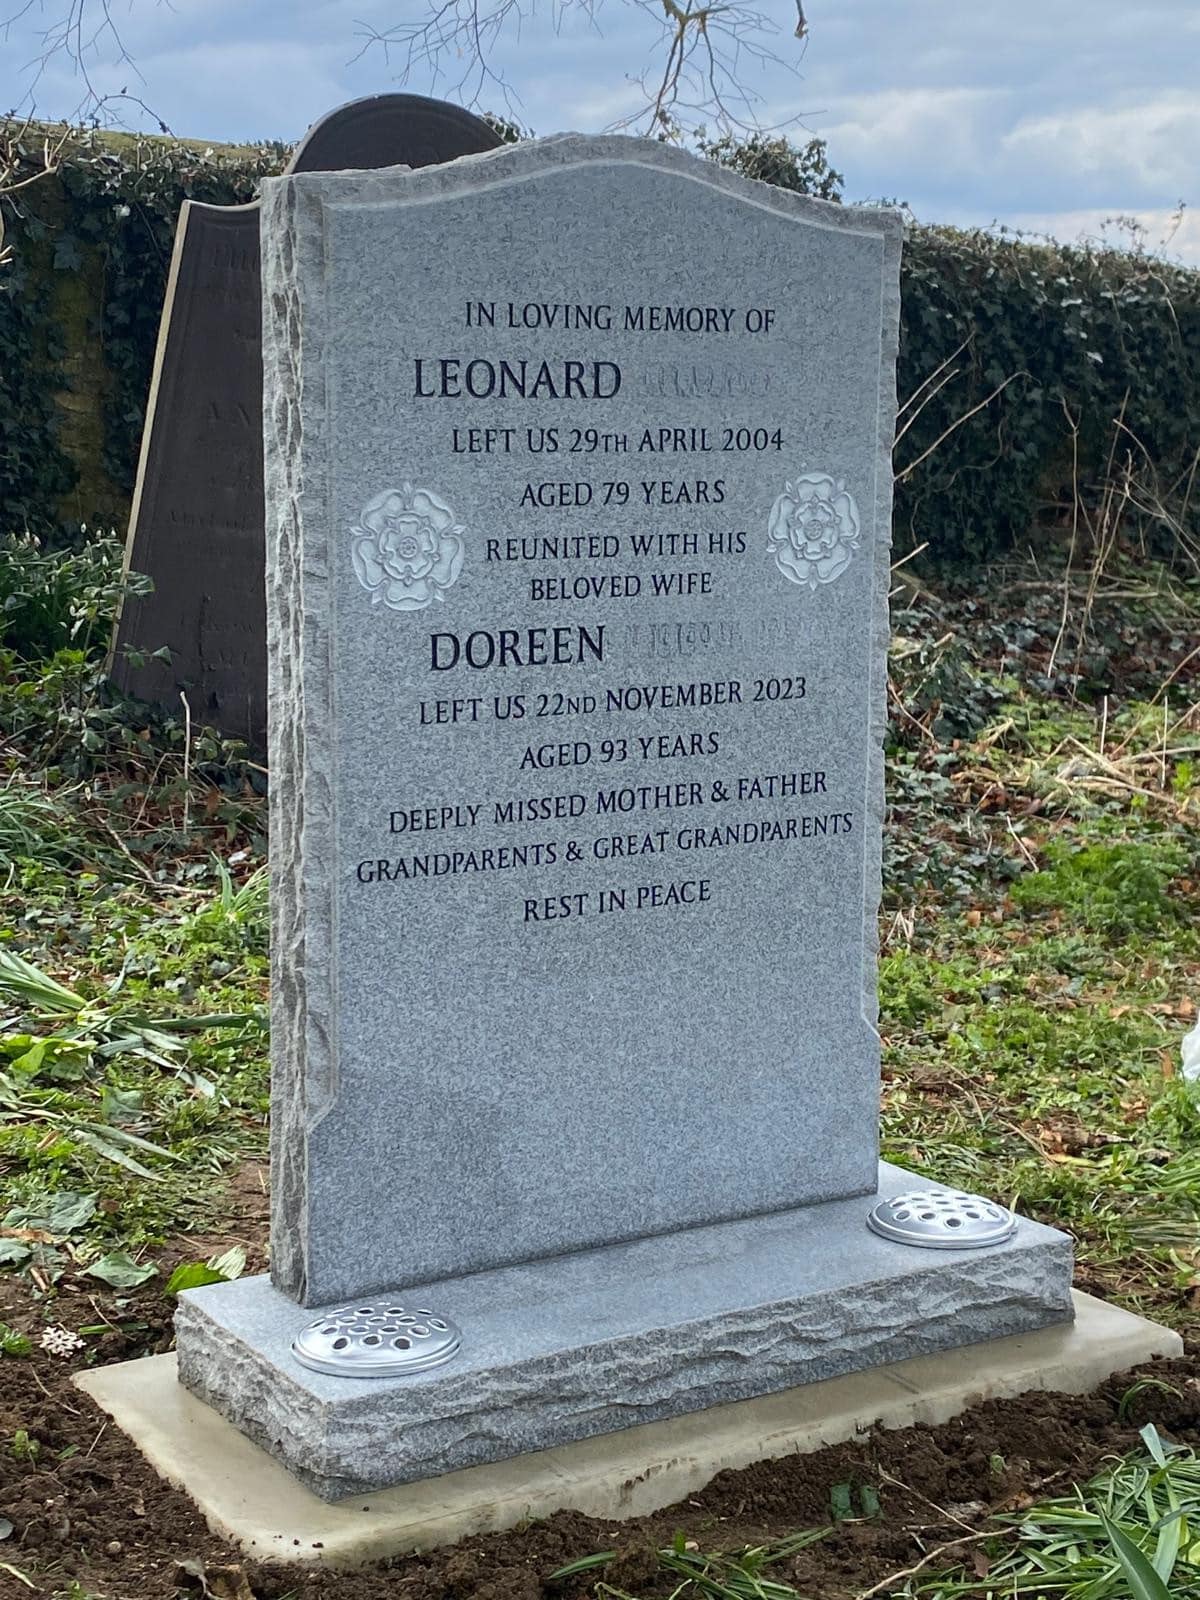 IN LOVING MEMORY OF
LEONARD
LEFT US 29TH APRIL 2004
AGED 79 YEARS
REUNITED WITH HIS
BELOVED WIFE
DOREEN
LEFT US 22ND NOVEMBER 2023
AGED 93 YEARS
DEEPLY MISSED MOTHER & FATHER
GRANDPARENTS & GREAT GRANDPARENTS
REST IN PEACE